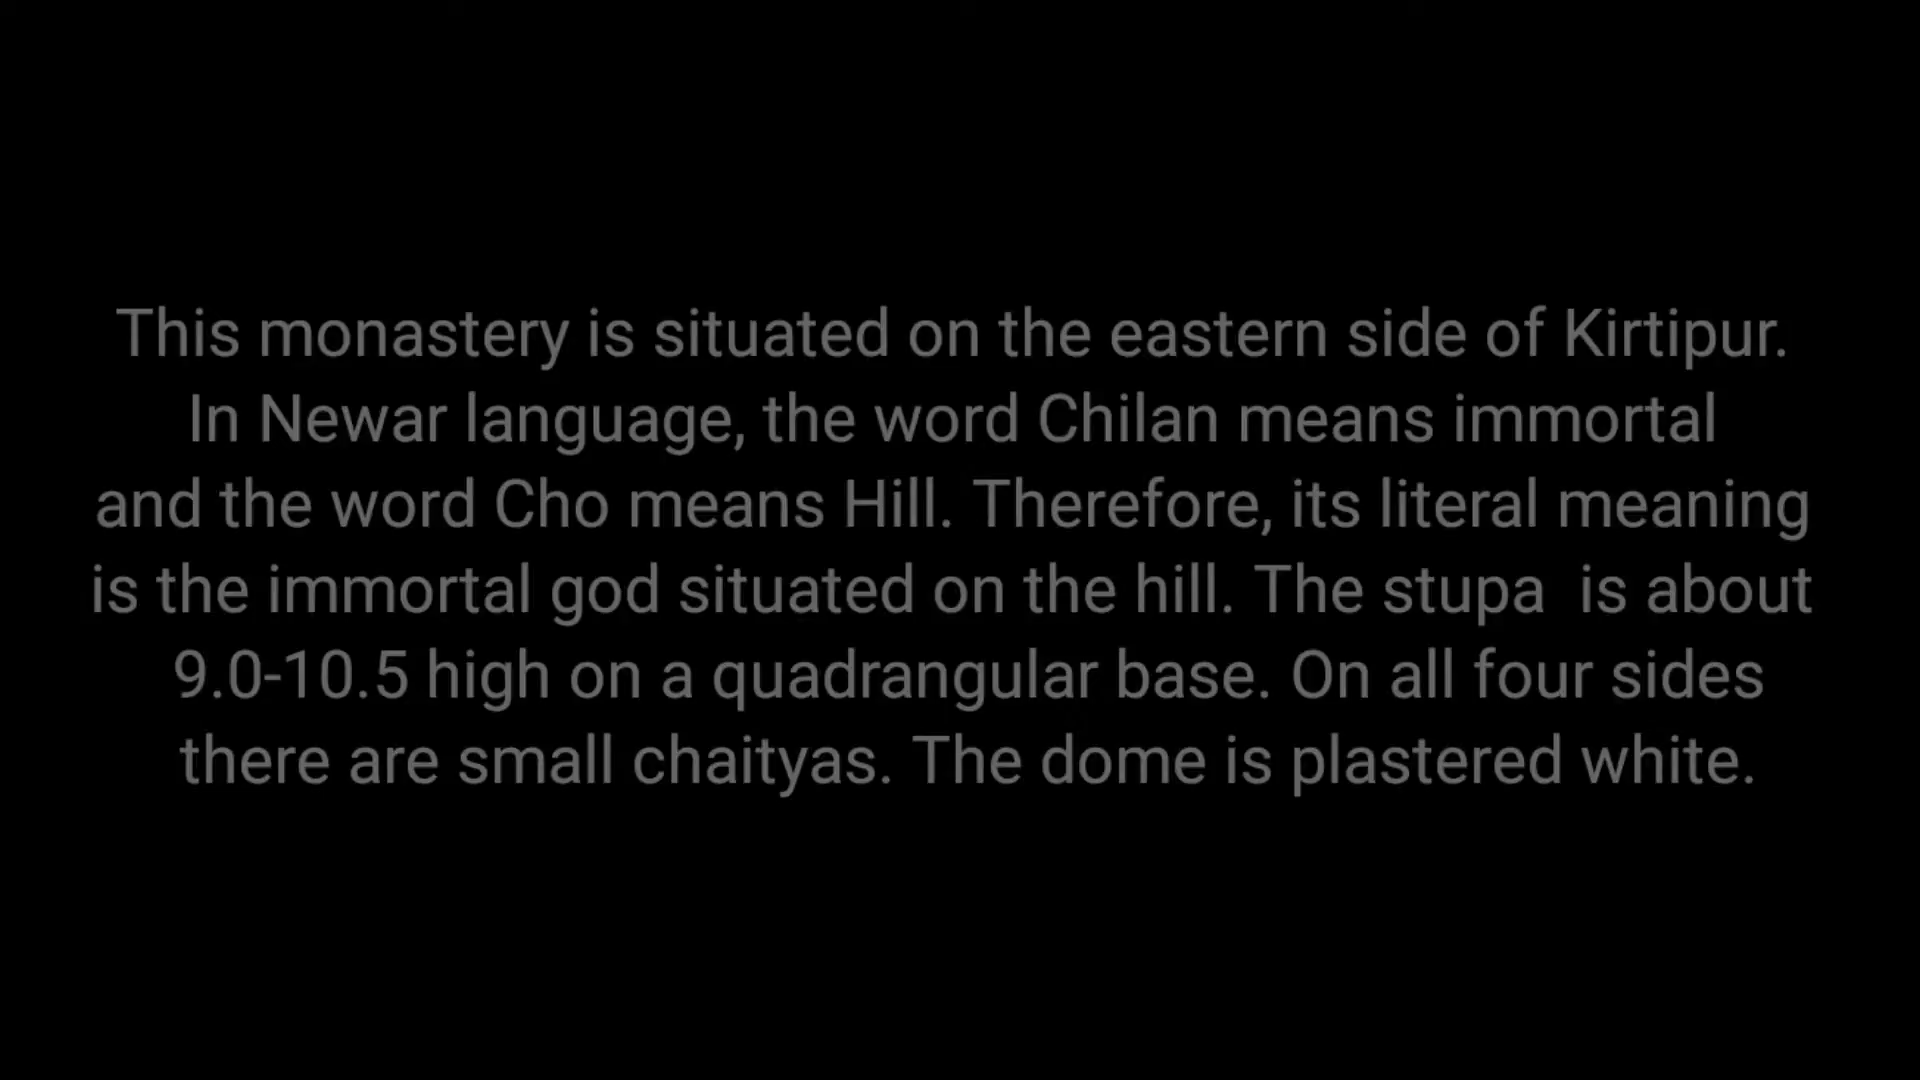 This monastery is situated on the eastern side of Kirtipur.
In Newar language, the word Chilan means immortal
and the word Cho means Hill. Therefore, its literal meaning
is the immortal god situated on the hill. The stupa  is about
9.0-10.5 high on a quadrangular base. On all four sides
there are small chaityas. The dome is plastered white.